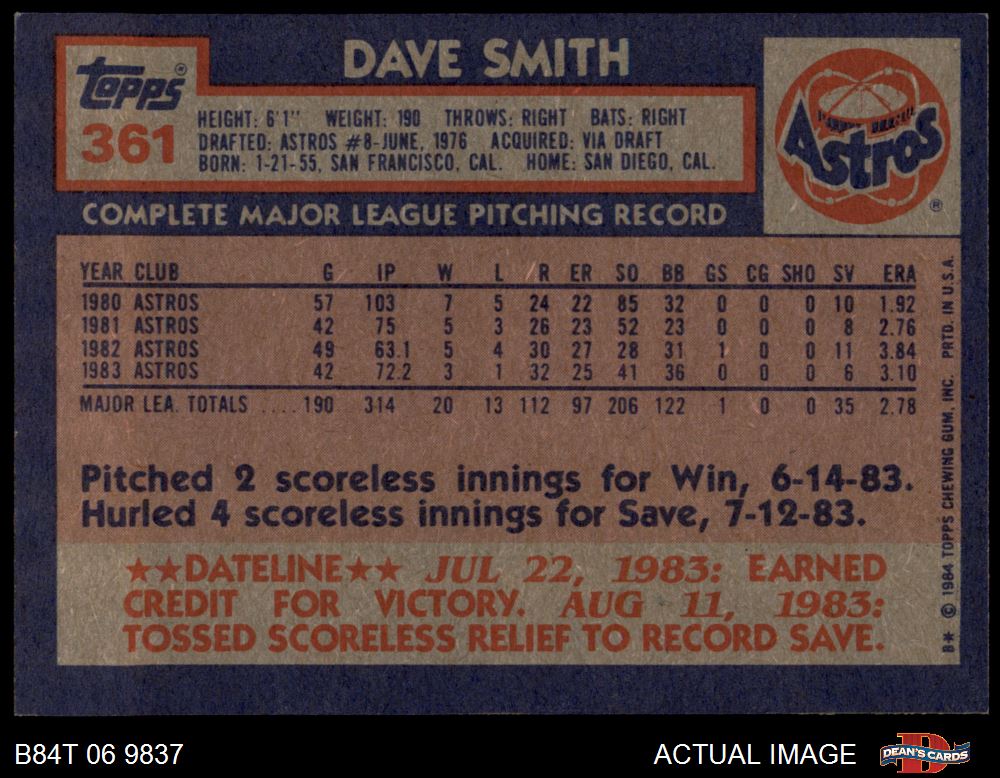 DAVE SMITH
topps®
361
HEIGHT: 6'1" WEIGHT: 190 THROWS: RIGHT BATS: RIGHT
DRAFTED: ASTROS #8-JUNE, 1976 ACQUIRED: VIA DRAFT
BORN: 1-21-55, SAN FRANCISCO, CAL. HOME: SAN DIEGO, CAL.
Astros
®
COMPLETE MAJOR LEAGUE PITCHING RECORD
YEAR CLUB G IP W L R ER SO BB GS CG SHO SV ERA
1980 ASTROS 57 103 7 5 24 22 85 32 0 0 0 10 1.92
1981 ASTROS 42 75 5 3 26 23 52 23 0 0 0 8 2.76
1982 ASTROS 49 63.1 5 4 30 27 28 31 1 0 0 11 3.84
1983 ASTROS 42 72.2 3 1 32 25 41 36 0 0 0 6 3.10
MAJOR LEA. TOTALS ....190 314 20 13 112 97 206 122 1 0 0 35 2.78
Pitched 2 scoreless innings for Win, 6-14-83.
Hurled 4 scoreless innings for Save, 7-12-83.
★★DATELINE★★ JUL 22, 1983: EARNED
CREDIT FOR VICTORY. AUG 11, 1983:
TOSSED SCORELESS RELIEF TO RECORD SAVE.
B* © 1984 TOPPS CHEWING GUM, INC. PRTD. IN U.S.A.
B84T 06 9837
ACTUAL IMAGE
DEAN'S CARDS